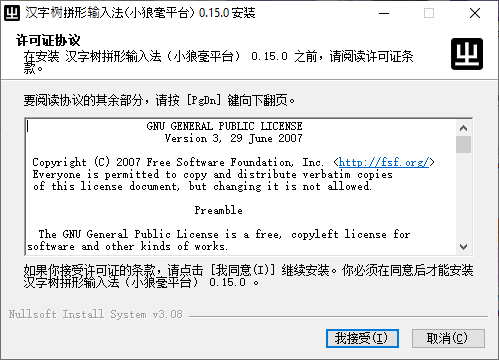 汉字树拼形输入法(小狼毫平台) 0.15.0 安装
许可证协议
在安装 汉字树拼形输入法(小狼毫平台) 0.15.0 之前,请阅读许可证条
款。
要阅读协议的其余部分,请按 [PgDn] 键向下翻页。
GNU GENERAL PUBLIC LICENSE
Version 3, 29 June 2007
Copyright (C) 2007 Free Software Foundation, Inc. <http://fsf.org/>
Everyone is permitted to copy and distribute verbatim copies
of this license document, but changing it is not allowed.
Preamble
The GNU General Public License is a free, copyleft license for
software and other kinds of works.
如果你接受许可证的条款,请点击 [我同意(I)] 继续安装。你必须在同意后才能安装
汉字树拼形输入法(小狼毫平台) 0.15.0 。
Nullsoft Install System v3.08
我接受(I)
取消(C)